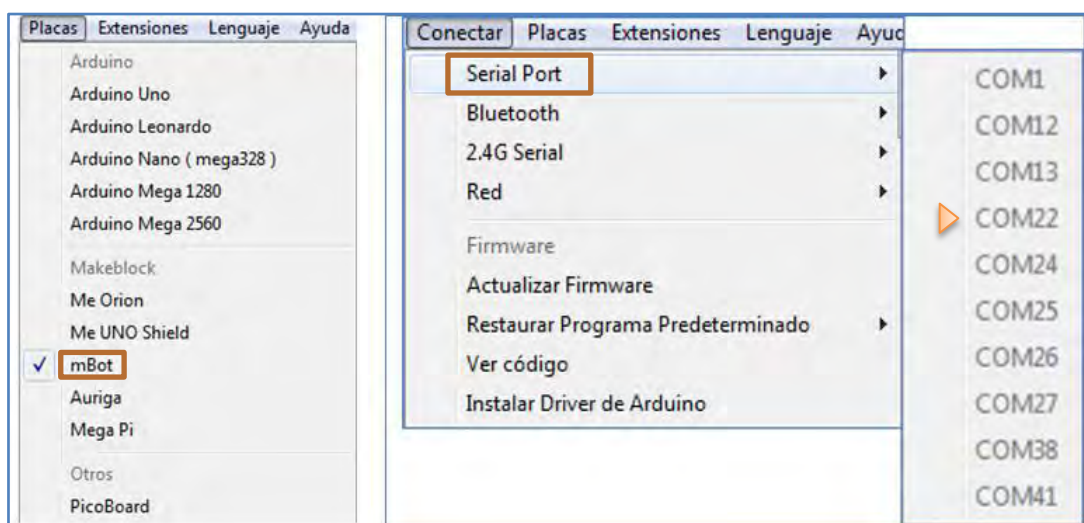 Placas Extensiones Lenguaje Ayuda
Arduino
Arduino Uno
Arduino Leonardo
Arduino Nano ( mega328 )
Arduino Mega 1280
Arduino Mega 2560
Makeblock
Me Orion
Me UNO Shield
✓ mBot
Auriga
Mega Pi
Otros
PicoBoard
Conectar Placas Extensiones Lenguaje Ayuc
Serial Port
Bluetooth
2.4G Serial
Red
Firmware
Actualizar Firmware
Restaurar Programa Predeterminado
Ver código
Instalar Driver de Arduino
COM1
COM12
COM13
COM22
COM24
COM25
COM26
COM27
COM38
COM41